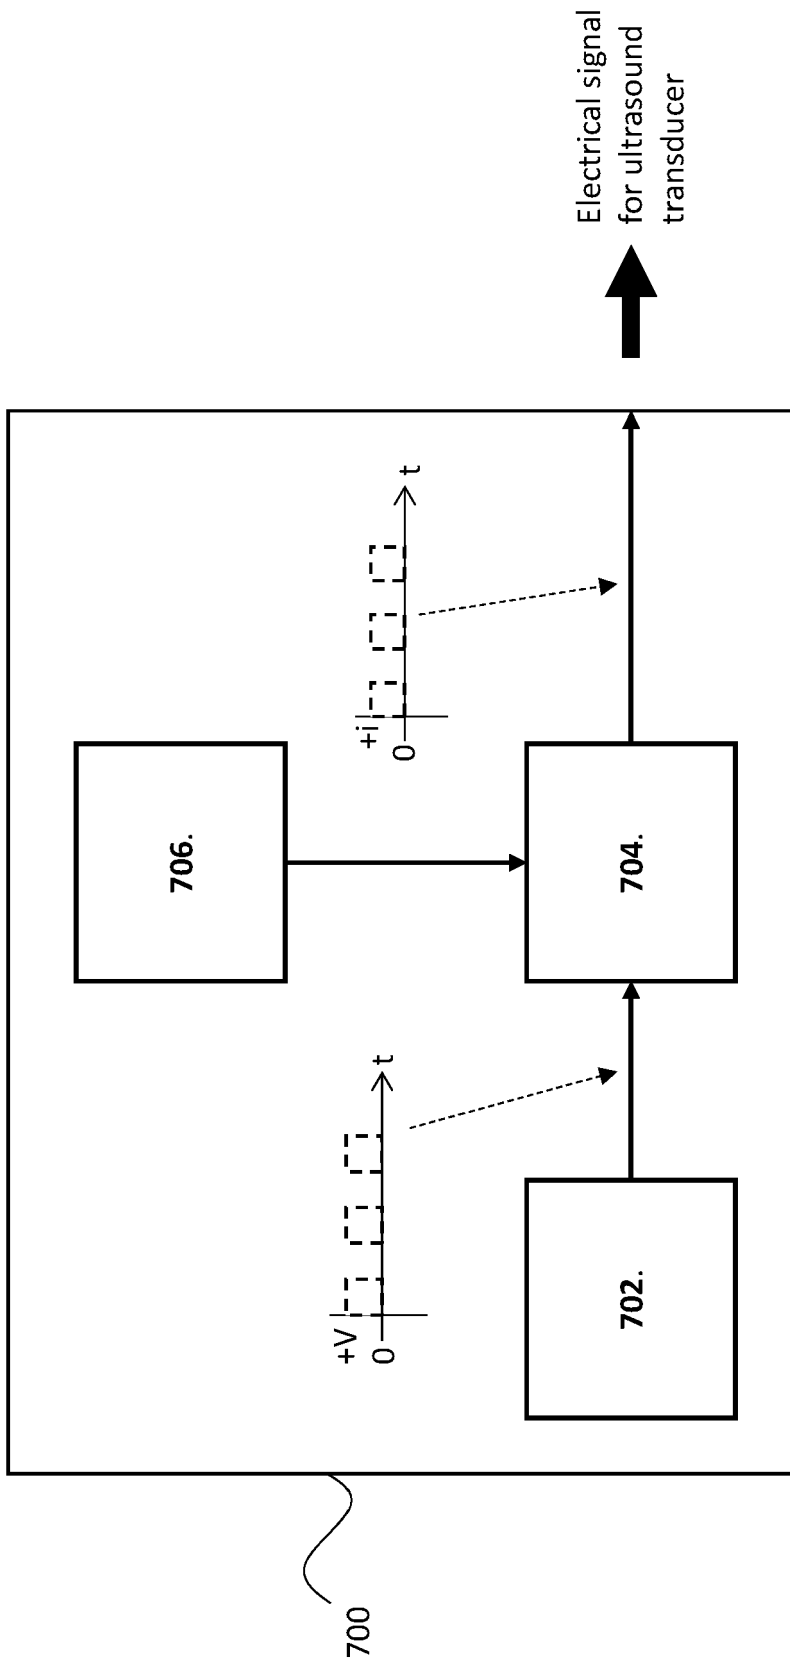 706.
+V
0
t
+i
0
t
702.
704.
Electrical signal
for ultrasound
transducer
700